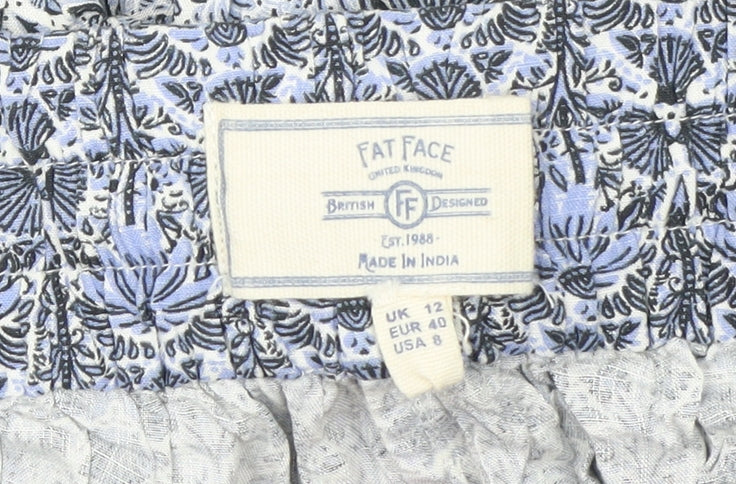 FAT FACE
UNITED KINGDOM
BRITISH FF DESIGNED
EST. 1988-
MADE IN INDIA
UK 12
EUR 40
USA 8